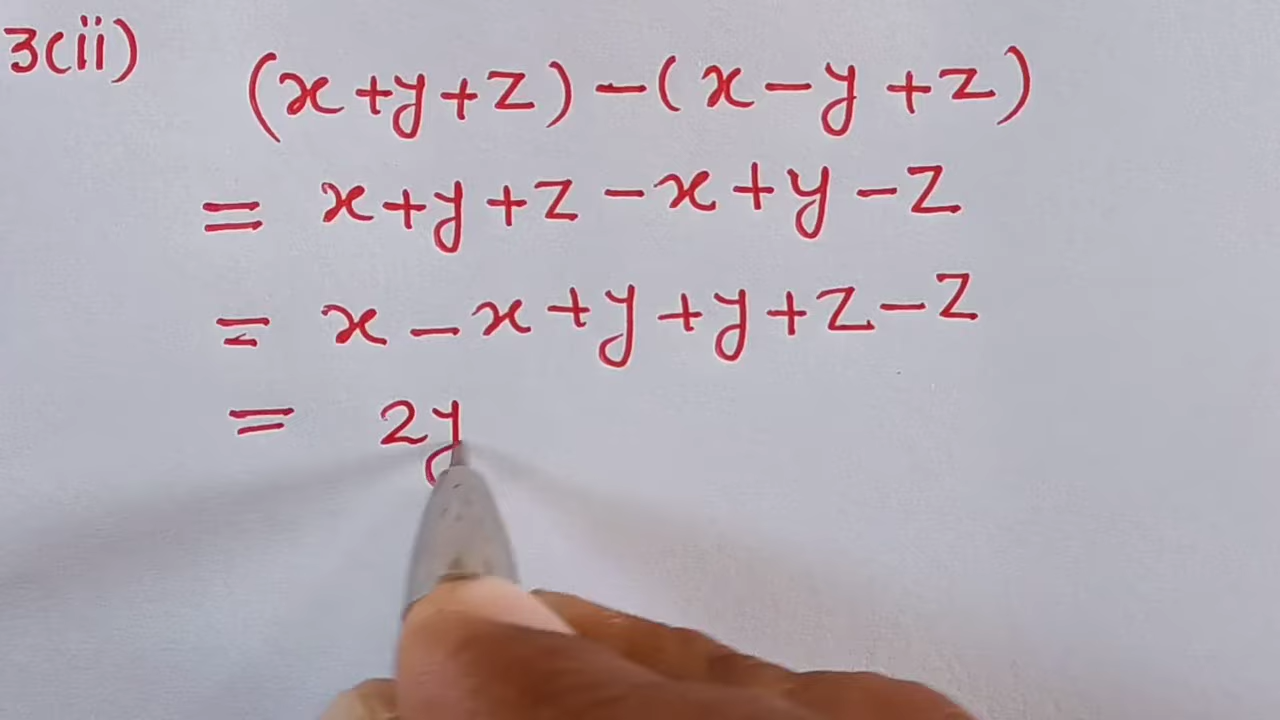 3(ii)
(x+y+z)-(x-y+z)
= x+y+z-x+y-z
= x-x+y+y+z-z
= 2y